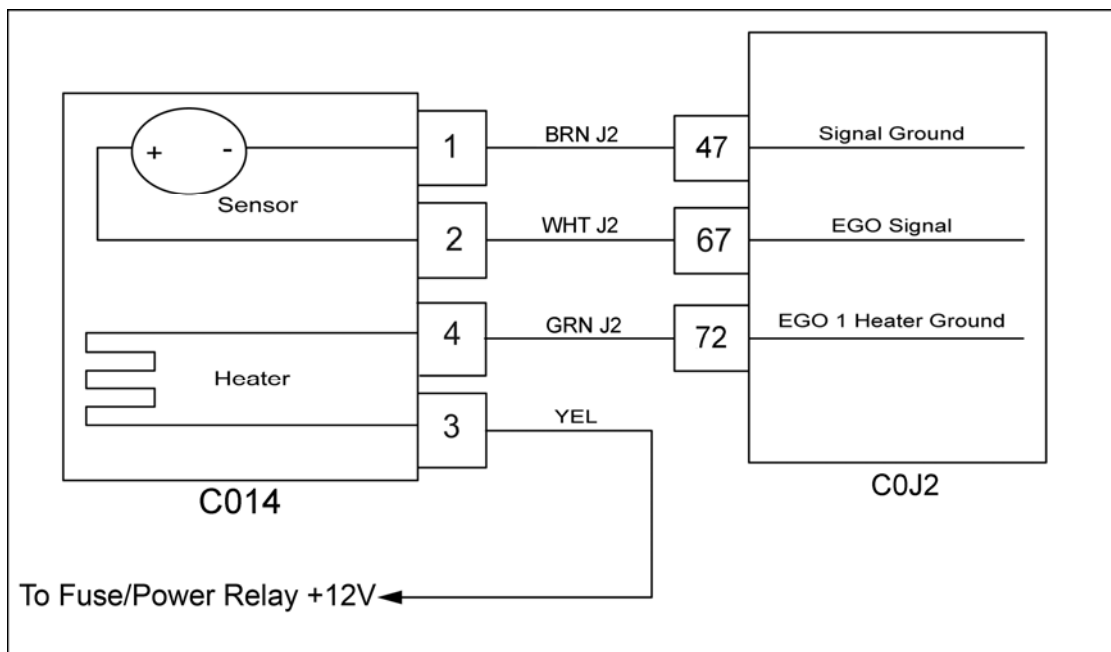 + -
Sensor
1
BRN J2
47
Signal Ground
2
WHT J2
67
EGO Signal
4
GRN J2
72
EGO 1 Heater Ground
Heater
3
YEL
C014
C0J2
To Fuse/Power Relay +12V